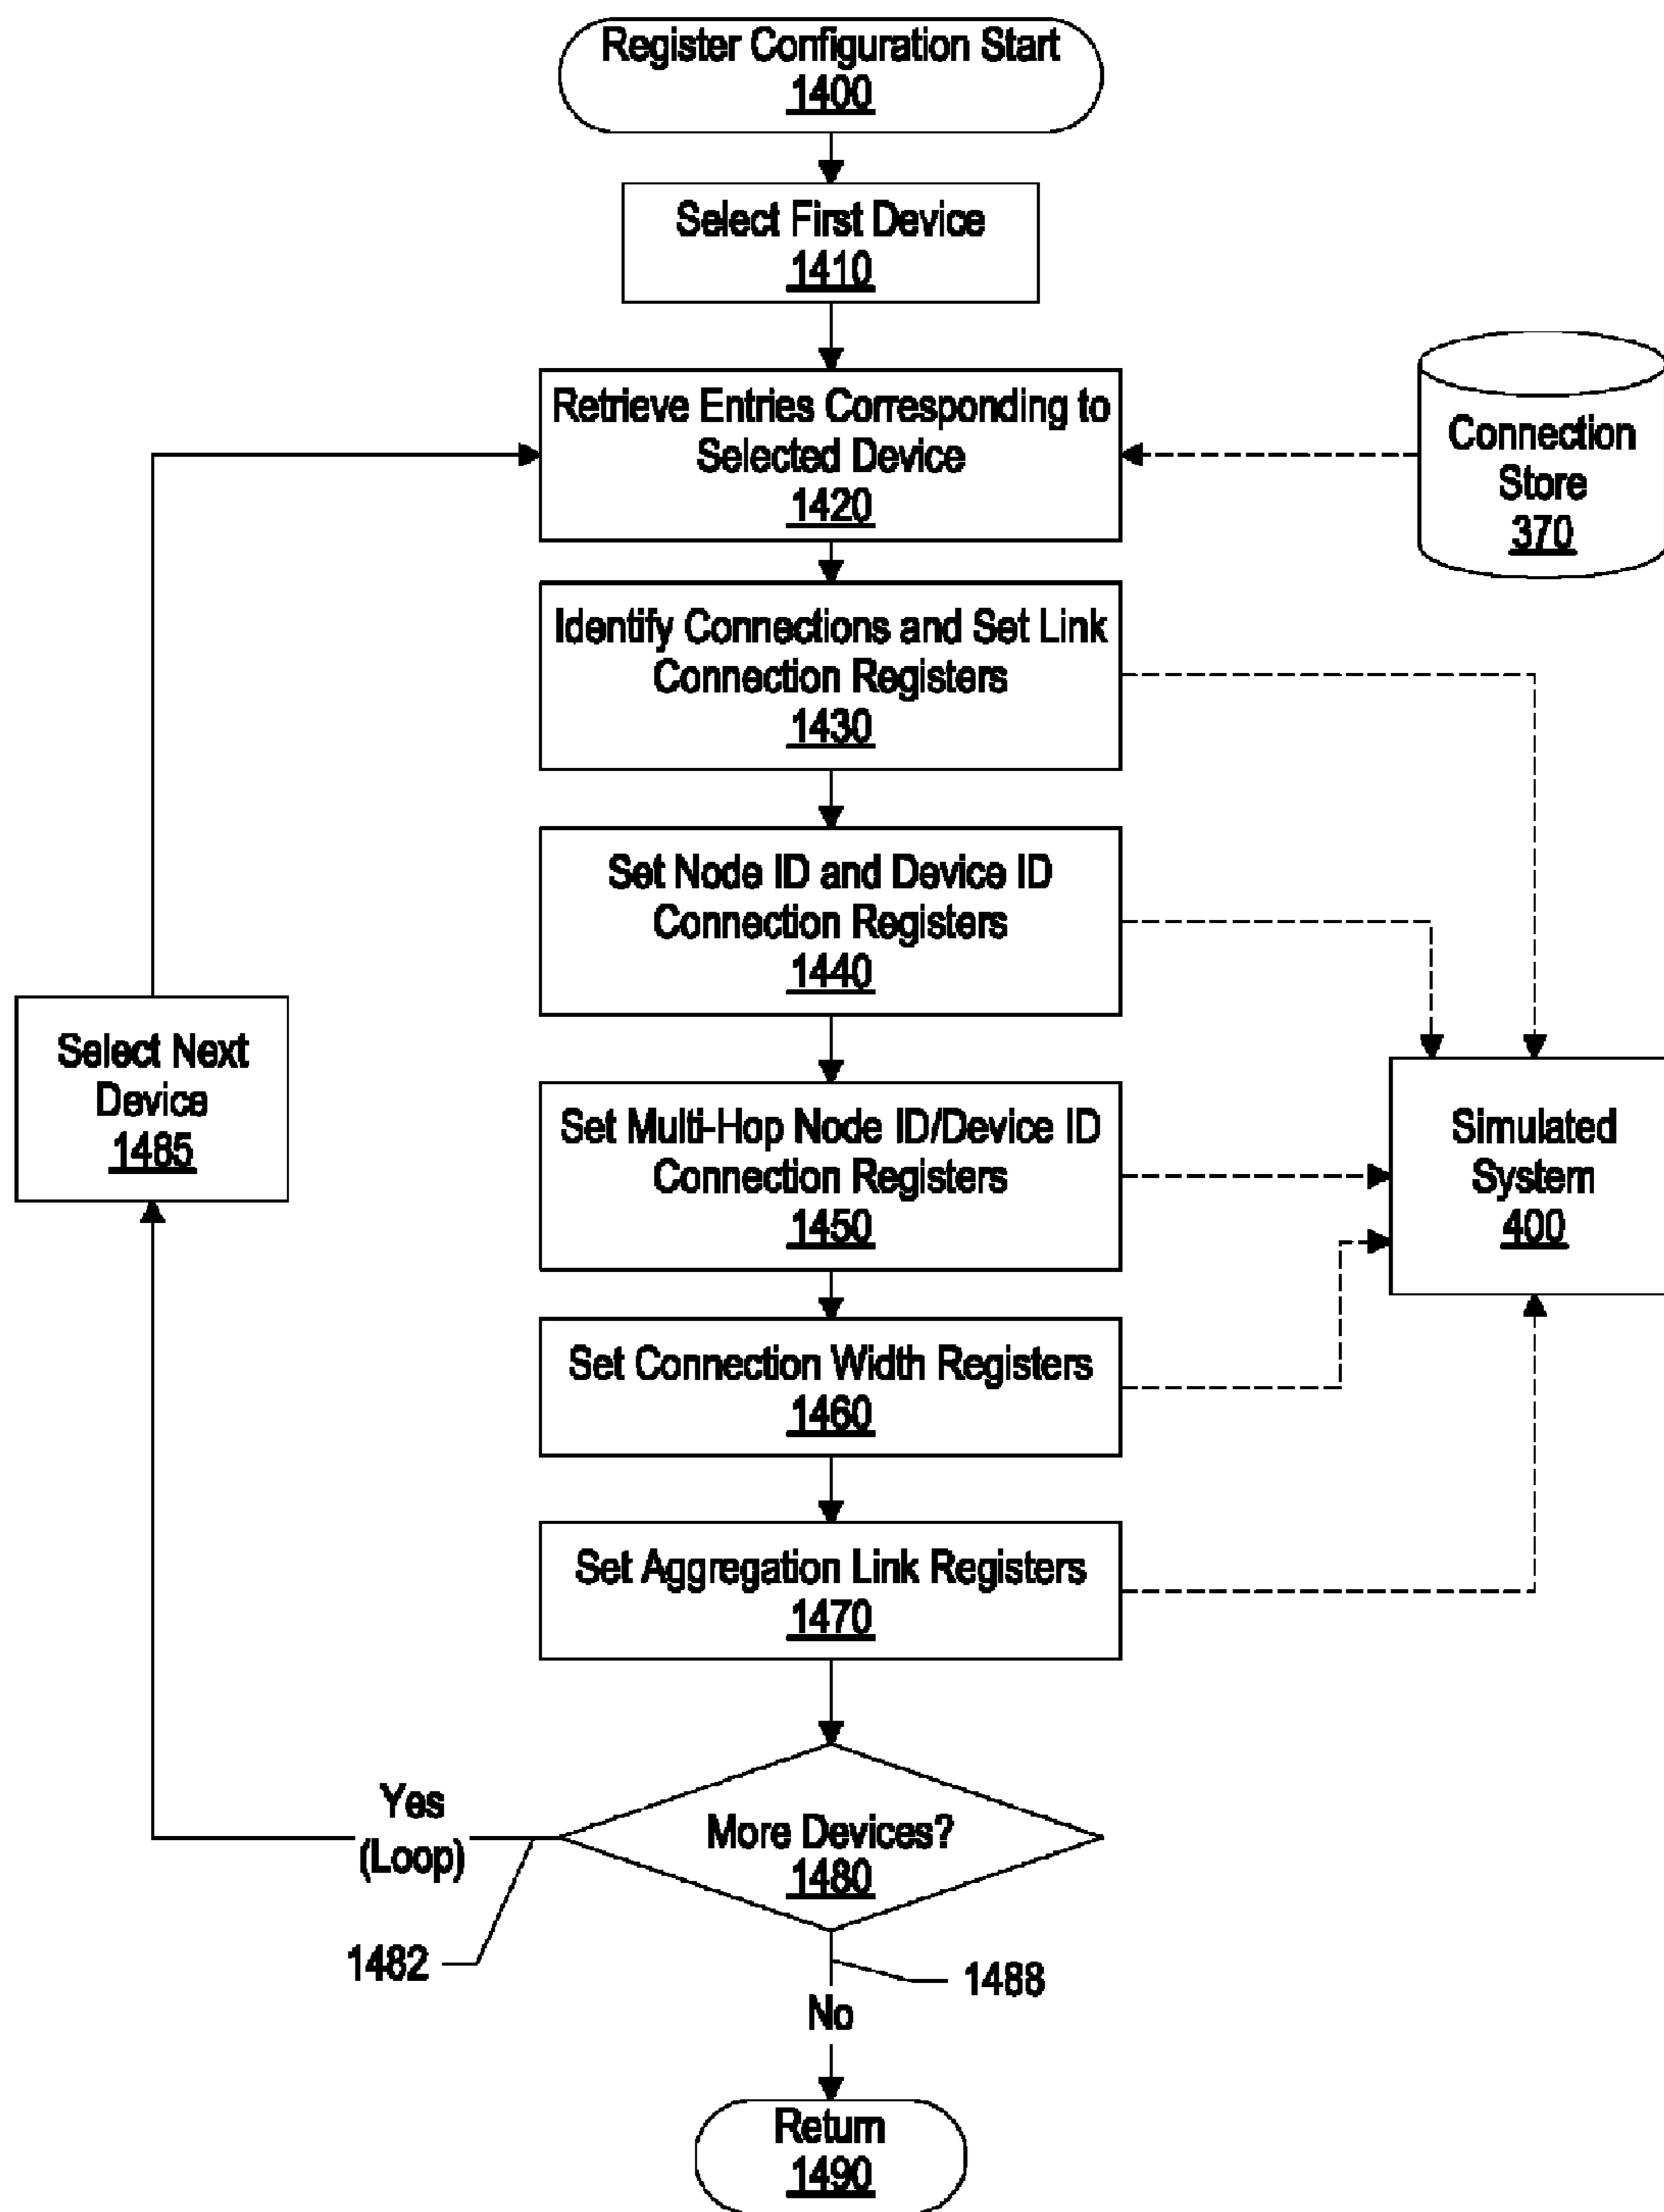 Register Configuration Start
1400
Select First Device
1410
Retrieve Entries Corresponding to
Selected Device
1420
Connection
Store
370
Identify Connections and Set Link
Connection Registers
1430
Set Node ID and Device ID
Connection Registers
1440
Select Next
Device
1485
Set Multi-Hop Node ID/Device ID
Connection Registers
1450
Simulated
System
400
Set Connection Width Registers
1460
Set Aggregation Link Registers
1470
More Devices?
1480
Yes
(Loop)
1482
1488
No
Return
1490